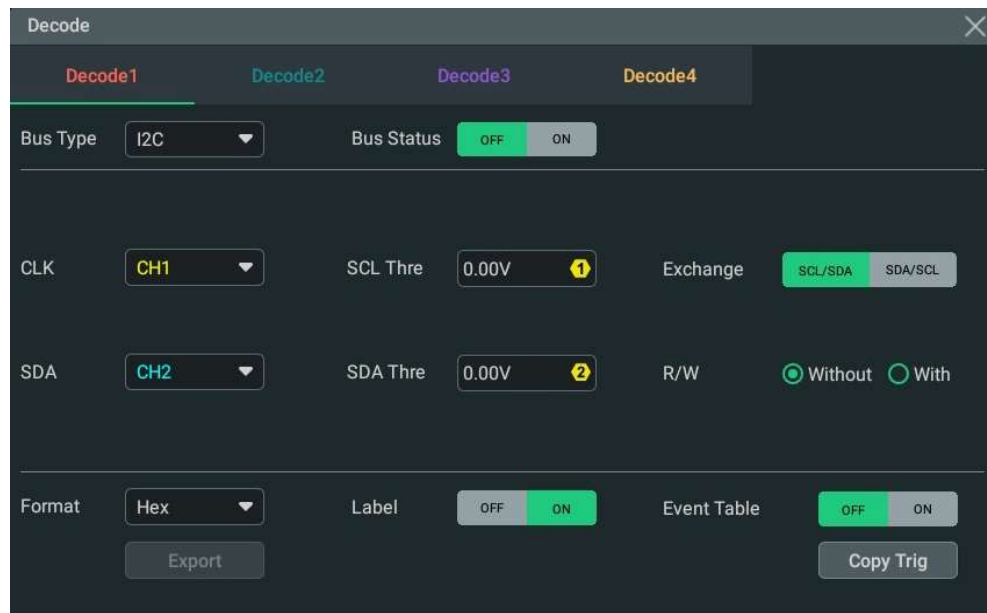 Decode
Decode1 Decode2 Decode3 Decode4
Bus Type I2C Bus Status OFF ON
CLK CH1 SCL Thre 0.00V 1 Exchange SCL/SDA SDA/SCL
SDA CH2 SDA Thre 0.00V 2 R/W Without With
Format Hex Label OFF ON Event Table OFF ON
Export Copy Trig